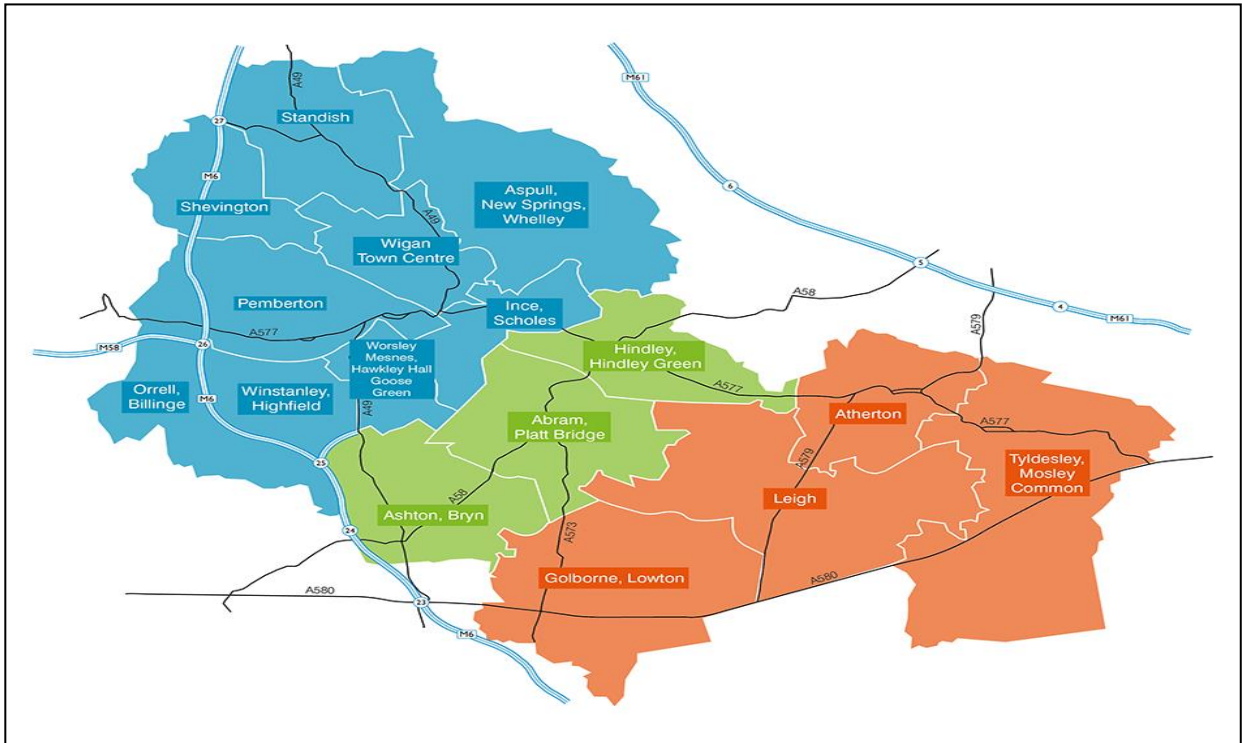 M61
A49
Standish
27
M6
6
Aspull,
New Springs,
Whelley
Shevington
A49
Wigan
Town Centre
5
A58
Pemberton
4
M61
Ince,
Scholes
A579
A577
M58
26
Worsley
Mesnes,
Hawkley Hall
Goose
Green
Hindley,
Hindley Green
A577
Orrell,
Billinge
Winstanley,
Highfield
M6
A49
Abram,
Platt Bridge
Atherton
A577
25
A579
Tyldesley,
Mosley
Common
A58
Leigh
Ashton, Bryn
24
A573
Golborne, Lowton
A580
A580
23
M6